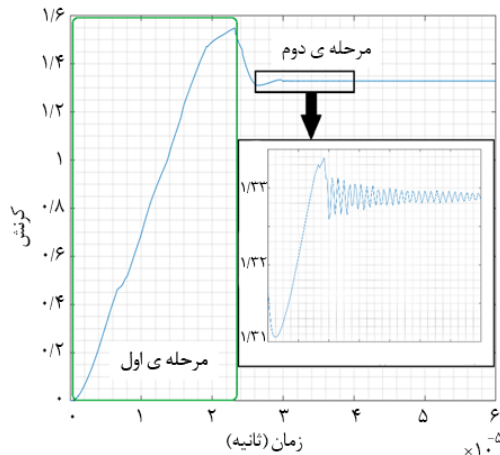 ۱/۶
۱/۴
۱/۲
۱
۰/۸
۰/۶
۰/۴
۰/۲
۰
کرنش
مرحله ی دوم
۱/۳۳
۱/۳۲
۱/۳۱
مرحله ی اول
۰ ۱ ۲ ۳ ۴ ۵ ۶
زمان (ثانیه)
×۱۰⁻⁵